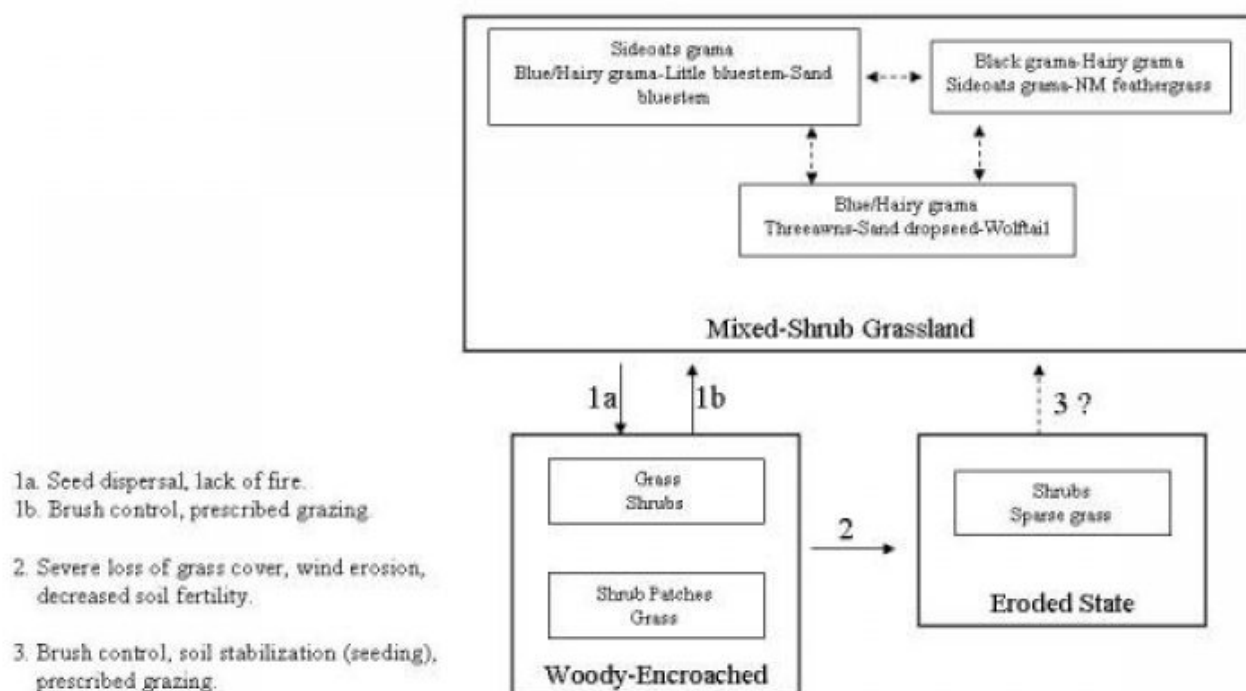 Sideoats grama
Blue/Hairy grama-Little bluestem-Sand
bluestem
Black grama-Hairy grama
Sideoats grama-NM feathergrass
Blue/Hairy grama
Threeawns-Sand dropseed-Wolftail
Mixed-Shrub Grassland
1a
1b
3 ?
1a. Seed dispersal, lack of fire.
1b. Brush control, prescribed grazing.
2. Severe loss of grass cover, wind erosion,
decreased soil fertility.
3. Brush control, soil stabilization (seeding),
prescribed grazing.
Grass
Shrubs
Shrub Patches
Grass
Woody-Encroached
2
Shrubs
Sparse grass
Eroded State